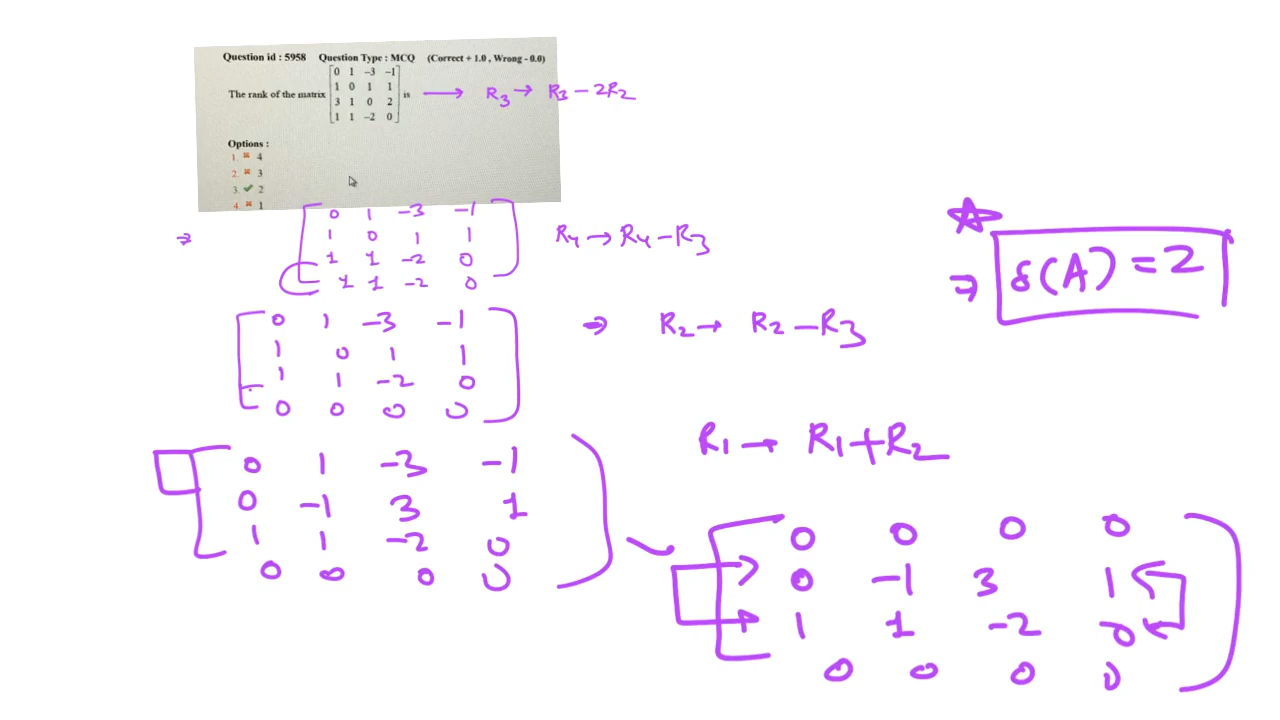 Question id : 5958 Question Type : MCQ (Correct + 1.0 , Wrong - 0.0)
0 1 -3 -1
1 0 1 1
The rank of the matrix is → R3 → R3 - 2R2
3 1 0 2
1 1 -2 0
Options :
1. ✖ 4
2. ✖ 3
3. ✔ 2
4. ✖ 1
0 1 -3 -1
⇒ 1 0 1 1 R4 → R4 - R3
1 1 -2 0
1 1 -2 0
☆
⇒ δ(A) = 2
0 1 -3 -1 ⇒ R2 → R2 - R3
1 0 1 1
1 1 -2 0
0 0 0 0
R1 → R1 + R2
0 1 -3 -1
0 -1 3 1
1 1 -2 0
0 0 0 0
0 0 0 0
0 -1 3 1
1 1 -2 0
0 0 0 0